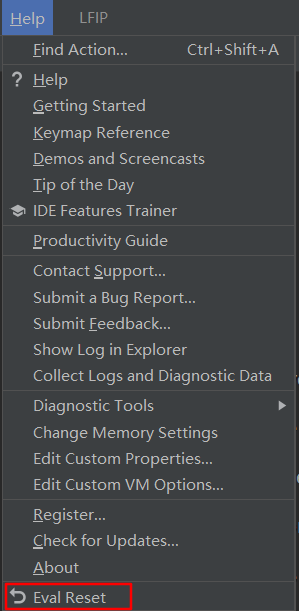 Help LFIP
Find Action... Ctrl+Shift+A
? Help
Getting Started
Keymap Reference
Demos and Screencasts
Tip of the Day
IDE Features Trainer
Productivity Guide
Contact Support...
Submit a Bug Report...
Submit Feedback...
Show Log in Explorer
Collect Logs and Diagnostic Data
Diagnostic Tools
Change Memory Settings
Edit Custom Properties...
Edit Custom VM Options...
Register...
Check for Updates...
About
Eval Reset